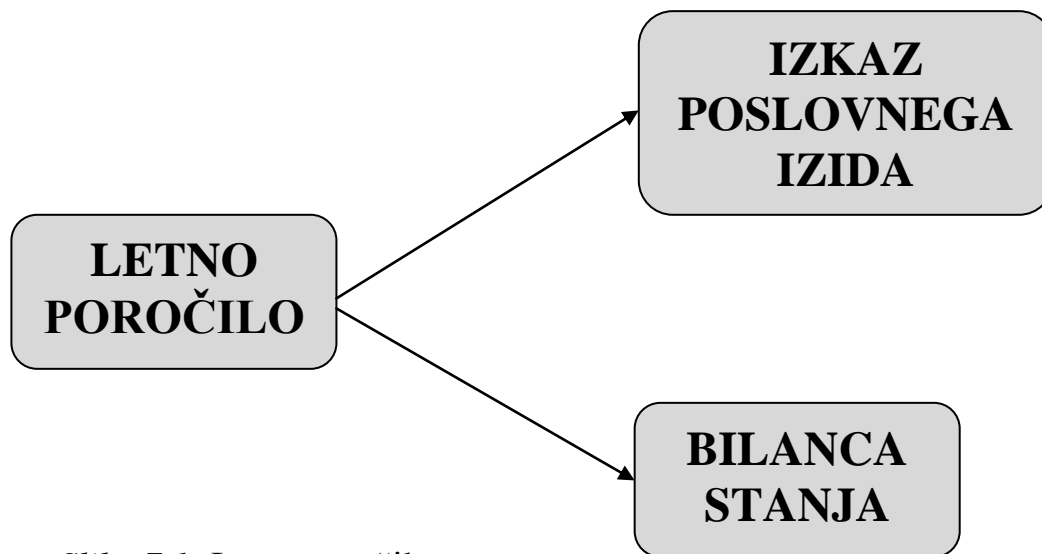 IZKAZ
POSLOVNEGA
IZIDA
LETNO
POROČILO
BILANCA
STANJA